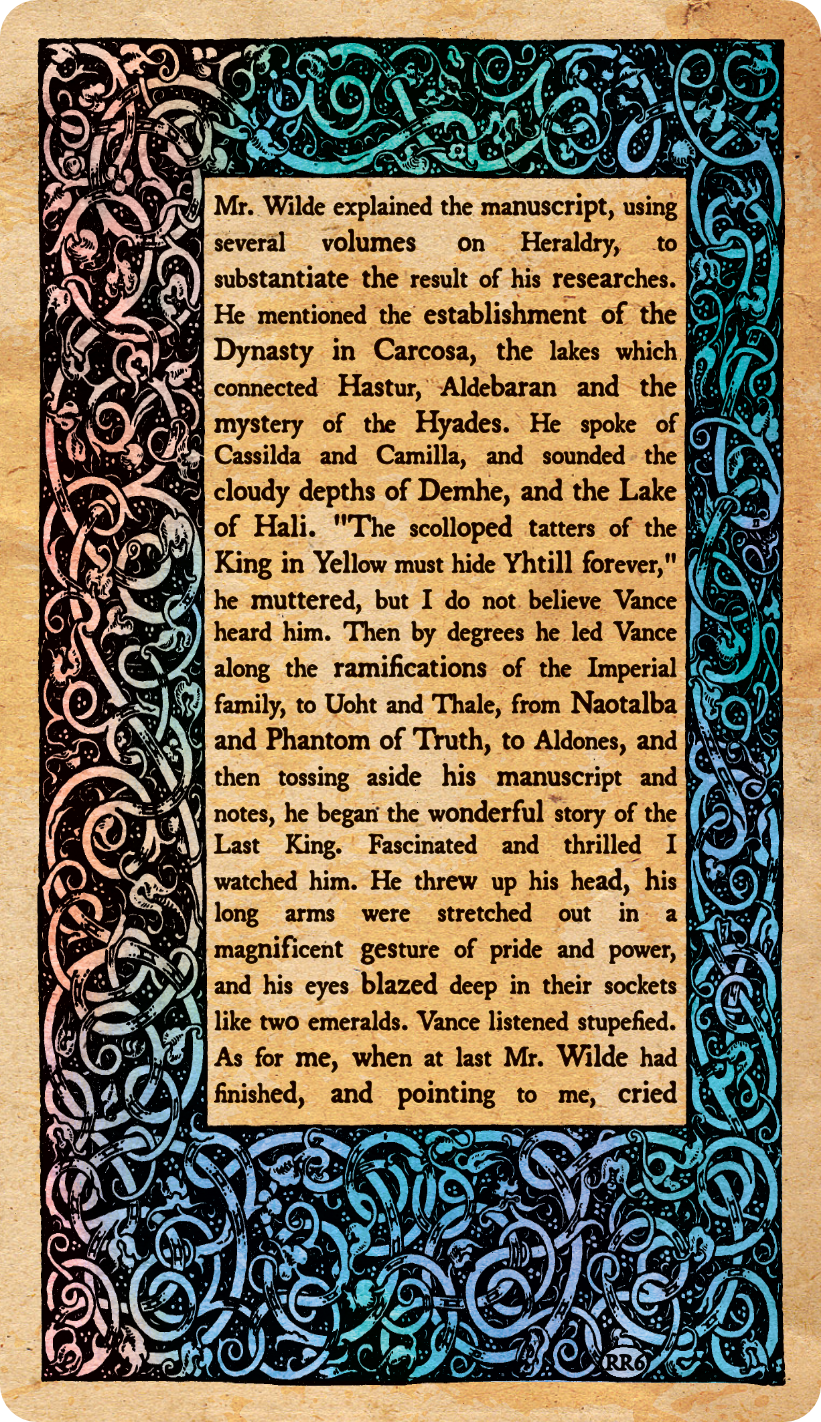 Mr. Wilde explained the manuscript, using
several volumes on Heraldry, to
substantiate the result of his researches.
He mentioned the establishment of the
Dynasty in Carcosa, the lakes which
connected Hastur, Aldebaran and the
mystery of the Hyades. He spoke of
Cassilda and Camilla, and sounded the
cloudy depths of Demhe, and the Lake
of Hali. "The scolloped tatters of the
King in Yellow must hide Yhtill forever,"
he muttered, but I do not believe Vance
heard him. Then by degrees he led Vance
along the ramifications of the Imperial
family, to Uoht and Thale, from Naotalba
and Phantom of Truth, to Aldones, and
then tossing aside his manuscript and
notes, he began the wonderful story of the
Last King. Fascinated and thrilled I
watched him. He threw up his head, his
long arms were stretched out in a
magnificent gesture of pride and power,
and his eyes blazed deep in their sockets
like two emeralds. Vance listened stupefied.
As for me, when at last Mr. Wilde had
finished, and pointing to me, cried
RR6